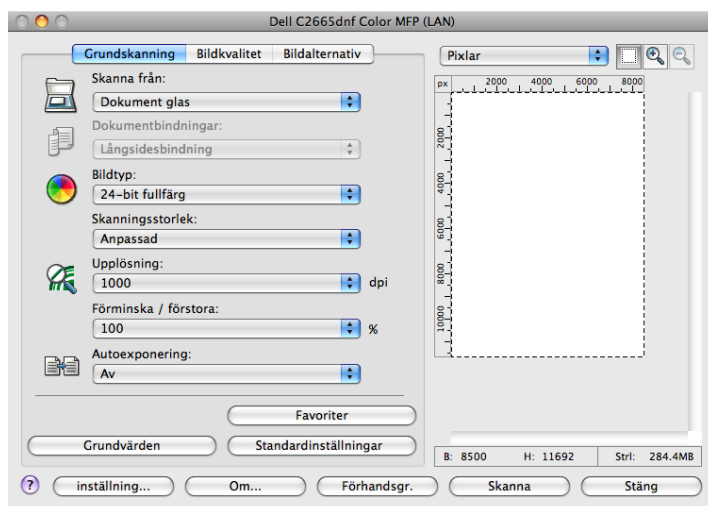 Dell C2665dnf Color MFP (LAN)
Grundskanning Bildkvalitet Bildalternativ
Skanna från:
Dokument glas
Dokumentbindningar:
Långsidesbindning
Bildtyp:
24-bit fullfärg
Skanningsstorlek:
Anpassad
Upplösning:
1000 dpi
Förminska / förstora:
100 %
Autoexponering:
Av
Favoriter
Grundvärden Standardinställningar
Pixlar
px 2000 4000 6000 8000
2000
4000
6000
8000
10000
B: 8500 H: 11692 Strl: 284.4MB
? inställning... Om... Förhandsgr. Skanna Stäng